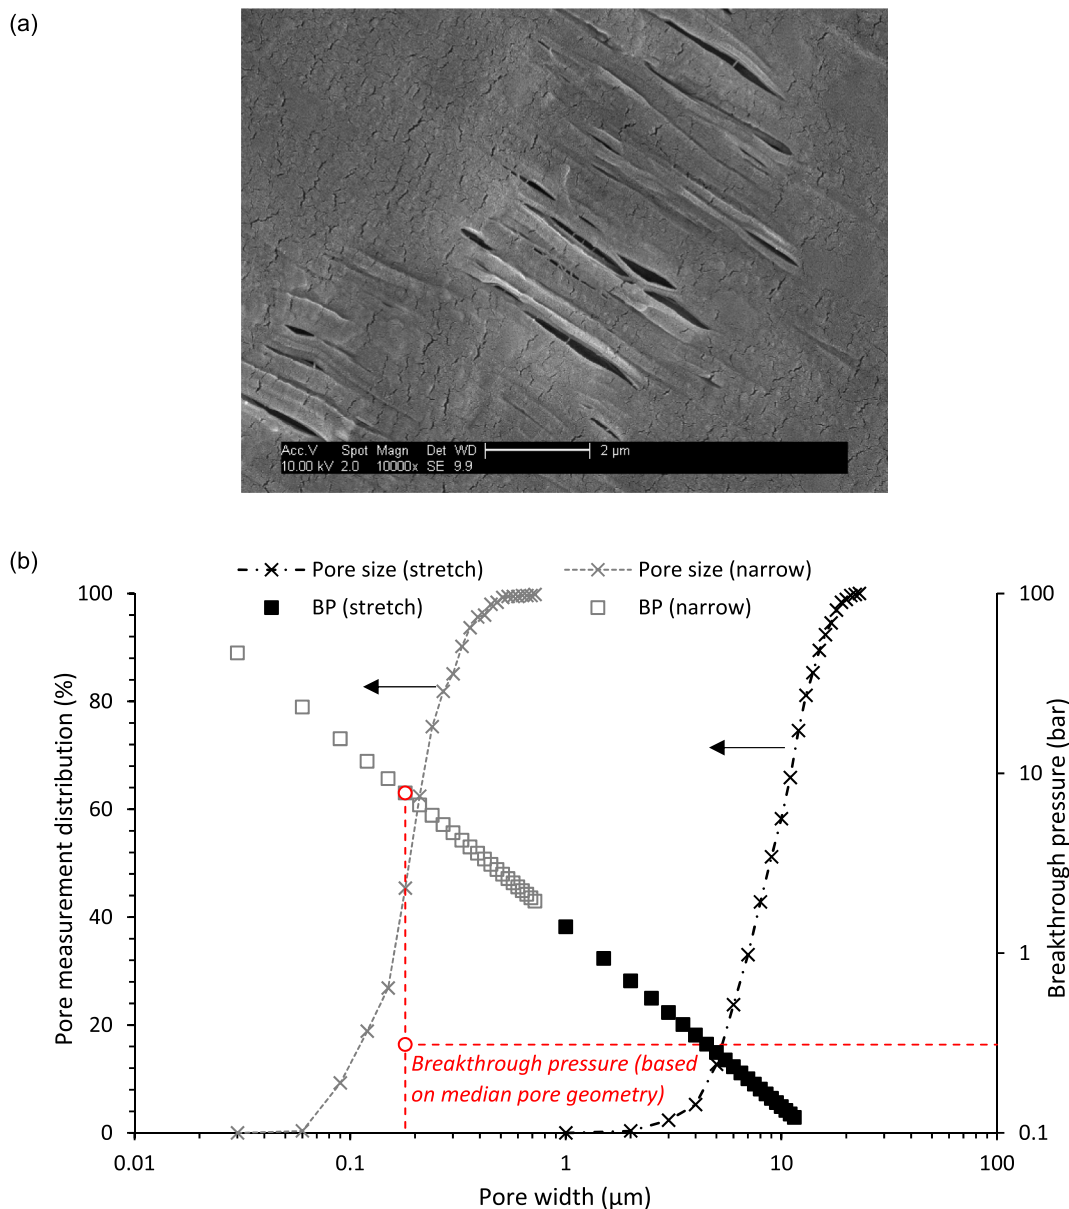 (a)
Acc.V Spot Magn Det WD
10.00 kV 2.0 10000x SE 9.9
2 µm
(b)
Pore size (stretch)
Pore size (narrow)
BP (stretch)
BP (narrow)
100
80
60
40
20
0
Pore measurement distribution (%)
100
10
1
0.1
Breakthrough pressure (bar)
Breakthrough pressure (based
on median pore geometry)
0.01
0.1
1
10
100
Pore width (µm)